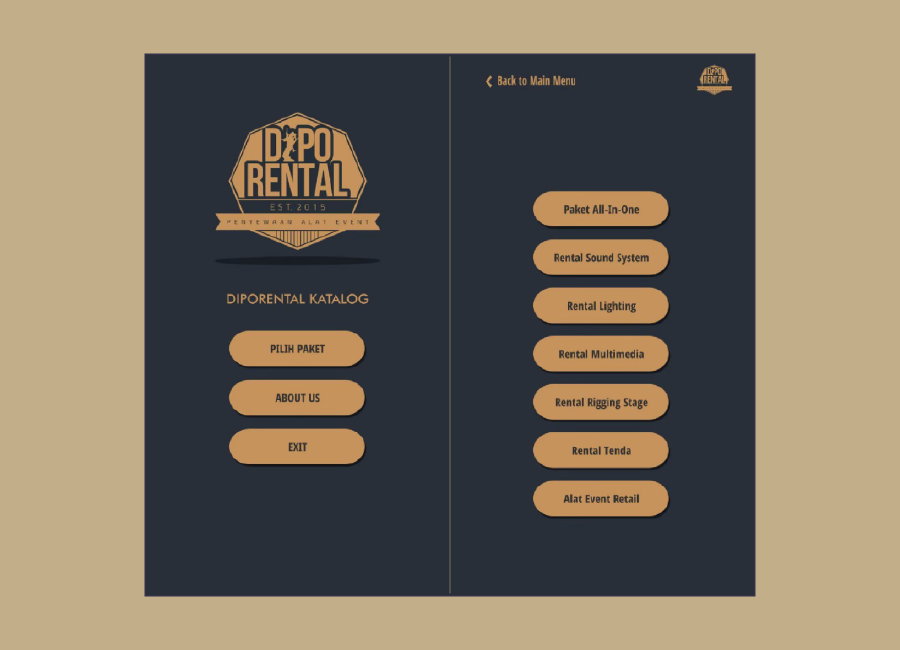 DIPO
RENTAL
EST.2015
PENYEWAAN ALAT EVENT
DIPORENTAL KATALOG
PILIH PAKET
ABOUT US
EXIT
Back to Main Menu
DIPO
RENTAL
Paket All-In-One
Rental Sound System
Rental Lighting
Rental Multimedia
Rental Rigging Stage
Rental Tenda
Alat Event Retail